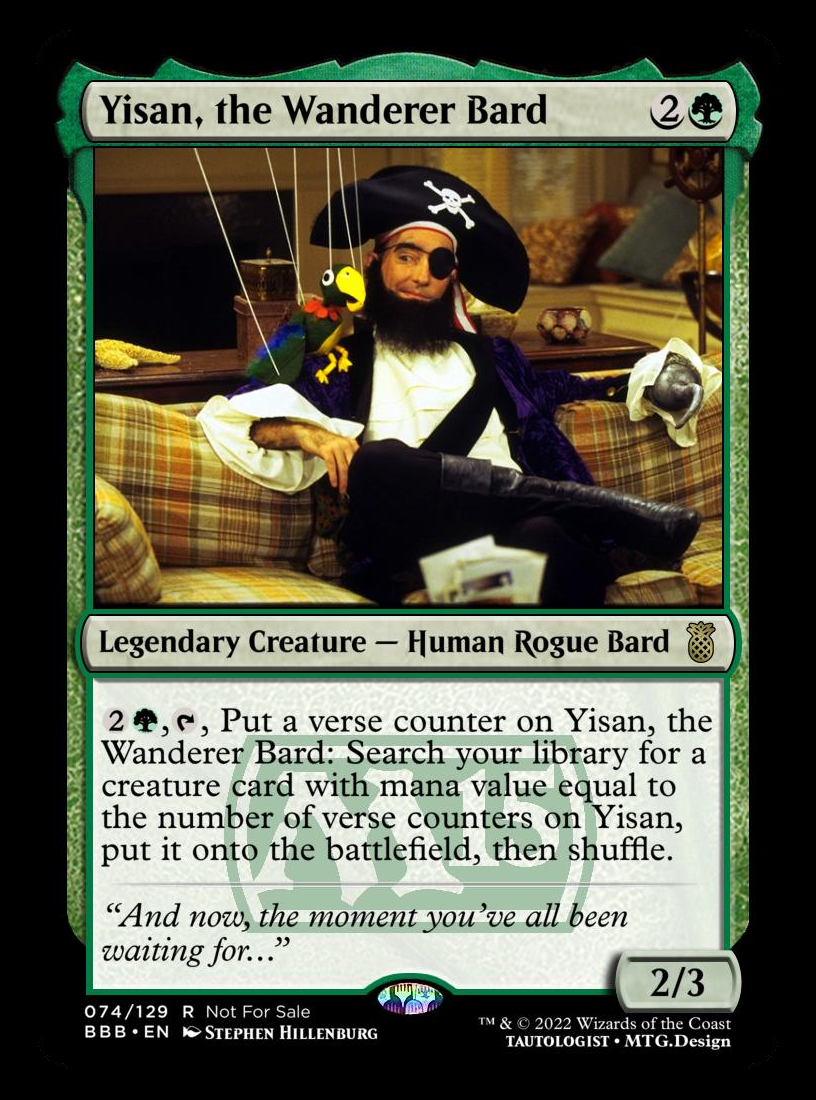 Yisan, the Wanderer Bard 2
Legendary Creature — Human Rogue Bard
2 , , Put a verse counter on Yisan, the
Wanderer Bard: Search your library for a
creature card with mana value equal to
the number of verse counters on Yisan,
put it onto the battlefield, then shuffle.
M15
“And now, the moment you’ve all been
waiting for…”
2/3
074/129 R Not For Sale
BBB • EN STEPHEN HILLENBURG
™ & © 2022 Wizards of the Coast
TAUTOLOGIST • MTG.Design